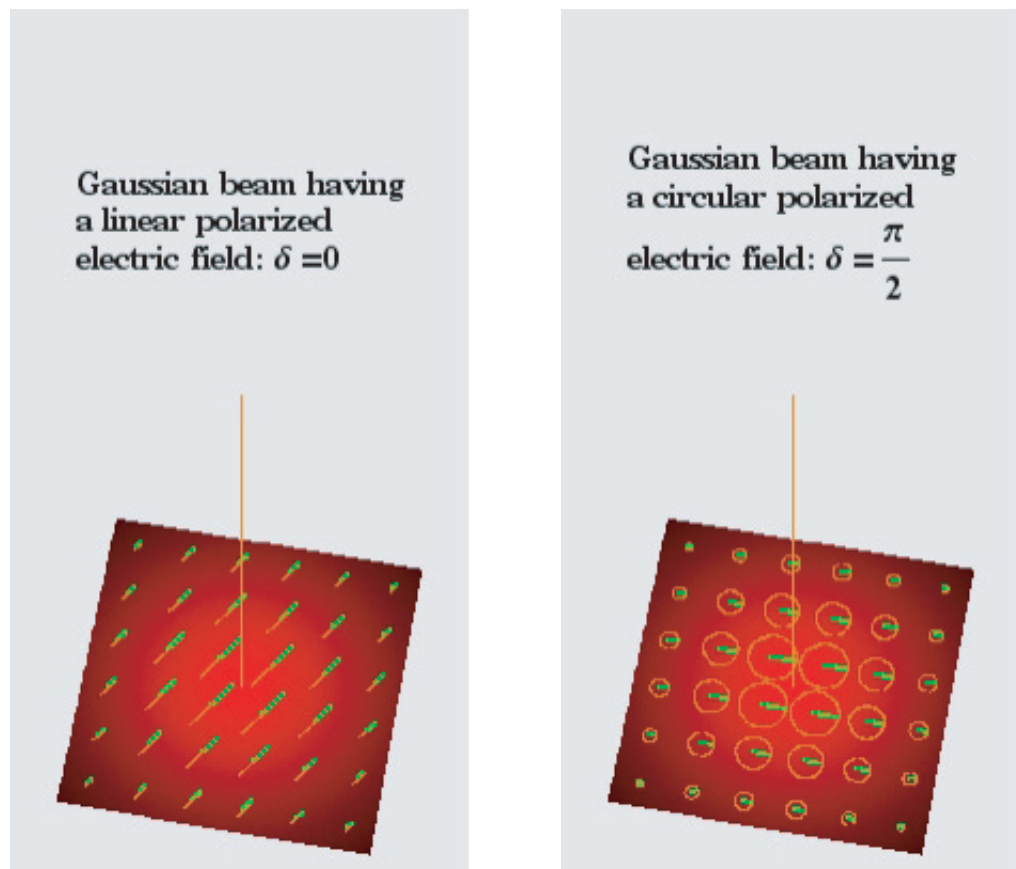 Gaussian beam having
a linear polarized
electric field: δ =0
Gaussian beam having
a circular polarized
electric field: δ = π/2